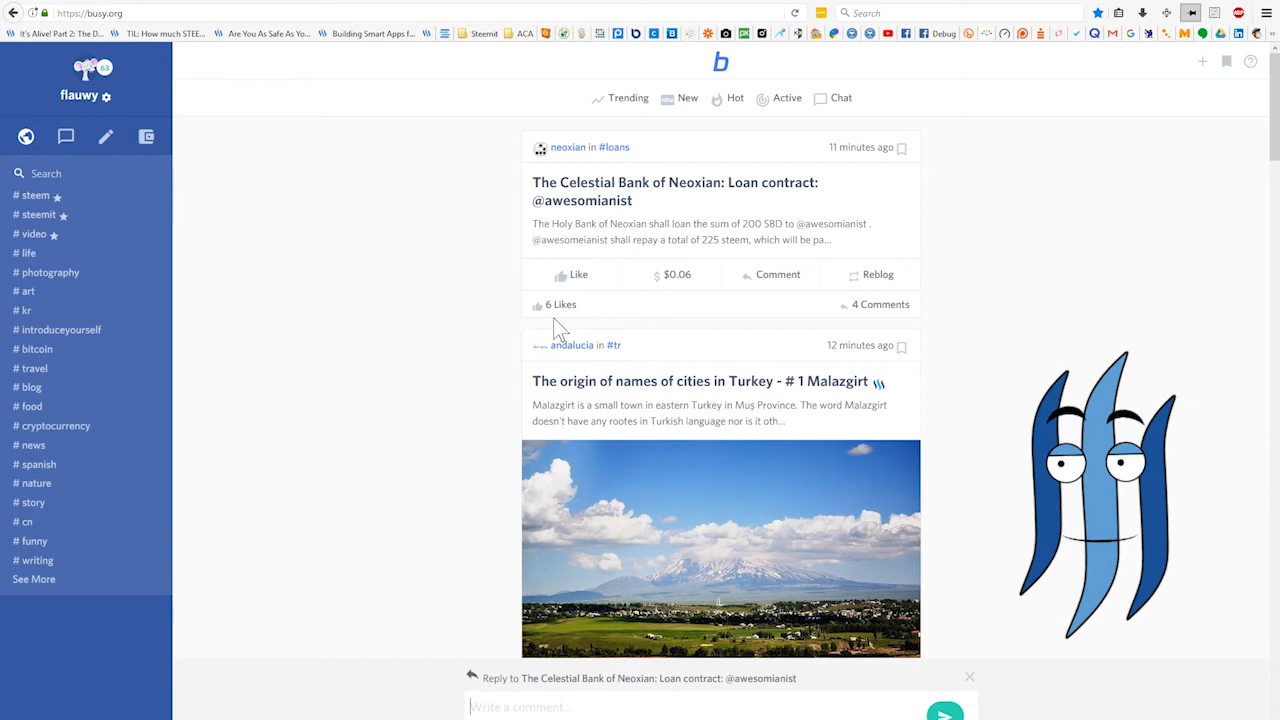 https://busy.org
Search
It's Alive! Part 2: The D...
TIL: How much STEE...
Are You As Safe As Yo...
Building Smart Apps f...
Steemit
ACA
Debug
63
flauwy
b
Trending
New
Hot
Active
Chat
Search
# steem
# steemit
# video
# life
# photography
# art
# kr
# introduceyourself
# bitcoin
# travel
# blog
# food
# cryptocurrency
# news
# spanish
# nature
# story
# cn
# funny
# writing
See More
neoxian in #loans
11 minutes ago
The Celestial Bank of Neoxian: Loan contract:
@awesomianist
The Holy Bank of Neoxian shall loan the sum of 200 SBD to @awesomianist .
@awesomeianist shall repay a total of 225 steem, which will be pa...
Like
$ $0.06
Comment
Reblog
6 Likes
4 Comments
andalucia in #tr
12 minutes ago
The origin of names of cities in Turkey - # 1 Malazgirt
Malazgirt is a small town in eastern Turkey in Muş Province. The word Malazgirt
doesn't have any rootes in Turkish language nor is it oth...
Reply to The Celestial Bank of Neoxian: Loan contract: @awesomianist
Write a comment...